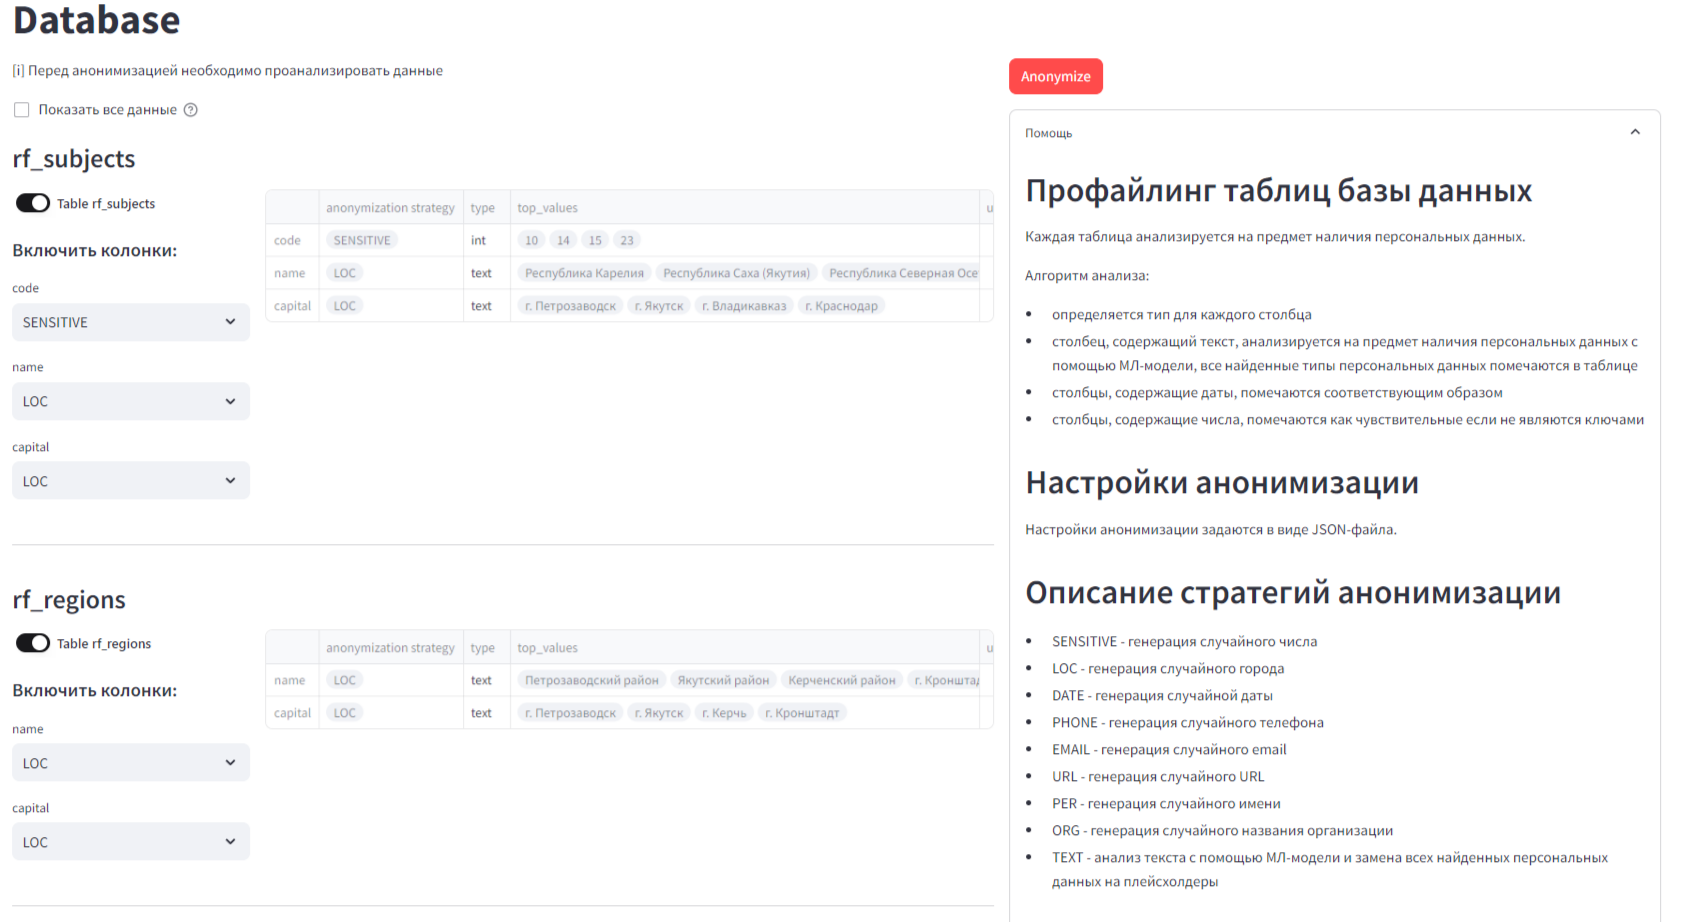 Database
[i] Перед анонимизацией необходимо проанализировать данные
Показать все данные
rf_subjects
Table rf_subjects
Включить колонки:
code
SENSITIVE
name
LOC
capital
LOC
anonymization strategy type top_values u
code SENSITIVE int 10 14 15 23
name LOC text Республика Карелия Республика Саха (Якутия) Республика Северная Осе
capital LOC text г. Петрозаводск г. Якутск г. Владикавказ г. Краснодар
rf_regions
Table rf_regions
Включить колонки:
name
LOC
capital
LOC
anonymization strategy type top_values u
name LOC text Петрозаводский район Якутский район Керченский район г. Кронштад
capital LOC text г. Петрозаводск г. Якутск г. Керчь г. Кронштадт
Anonymize
Помощь
Профайлинг таблиц базы данных
Каждая таблица анализируется на предмет наличия персональных данных.
Алгоритм анализа:
• определяется тип для каждого столбца
• столбец, содержащий текст, анализируется на предмет наличия персональных данных с
помощью МЛ-модели, все найденные типы персональных данных помечаются в таблице
• столбцы, содержащие даты, помечаются соответствующим образом
• столбцы, содержащие числа, помечаются как чувствительные если не являются ключами
Настройки анонимизации
Настройки анонимизации задаются в виде JSON-файла.
Описание стратегий анонимизации
• SENSITIVE - генерация случайного числа
• LOC - генерация случайного города
• DATE - генерация случайной даты
• PHONE - генерация случайного телефона
• EMAIL - генерация случайного email
• URL - генерация случайного URL
• PER - генерация случайного имени
• ORG - генерация случайного названия организации
• TEXT - анализ текста с помощью МЛ-модели и замена всех найденных персональных
данных на плейсхолдеры